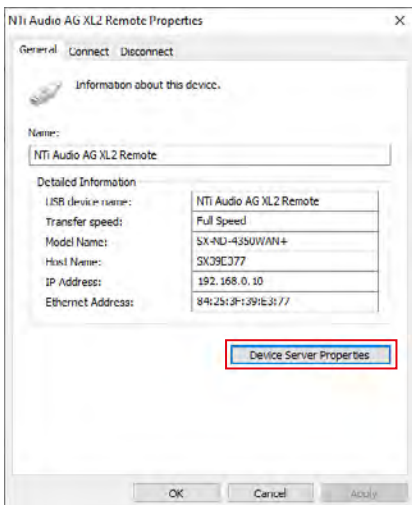 NTi Audio AG XL2 Remote Properties
General Connect Disconnect
Information about this device.
Name:
NTi Audio AG XL2 Remote
Detailed Information
USB device name: NTi Audio AG XL2 Remote
Transfer speed: Full Speed
Model Name: SX-ND-4350WAN+
Host Name: SX39E377
IP Address: 192.168.0.10
Ethernet Address: 84:25:3F:39:E3:77
Device Server Properties
OK Cancel Apply